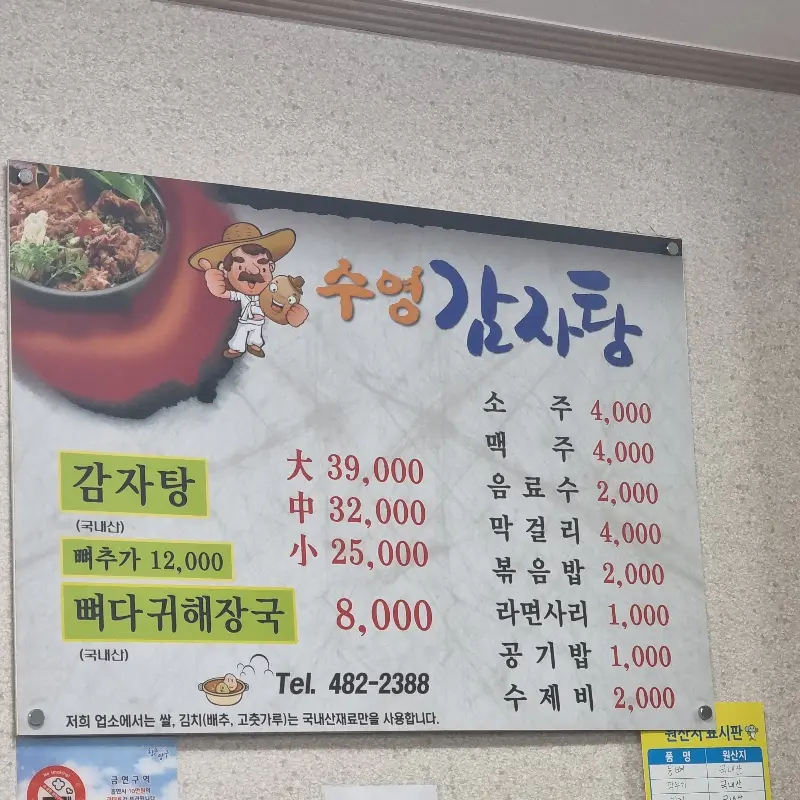 수영 감자탕
감자탕
(국내산)
大 39,000
中 32,000
小 25,000
뼈추가 12,000
뼈다귀해장국 8,000
(국내산)
소 주 4,000
맥 주 4,000
음료수 2,000
막걸리 4,000
볶음밥 2,000
라면사리 1,000
공기밥 1,000
수제비 2,000
Tel. 482-2388
저희 업소에서는 쌀, 김치(배추, 고춧가루)는 국내산재료만을 사용합니다.
금연구역
원산지 표시판
품 명 원산지
국내산
국내산